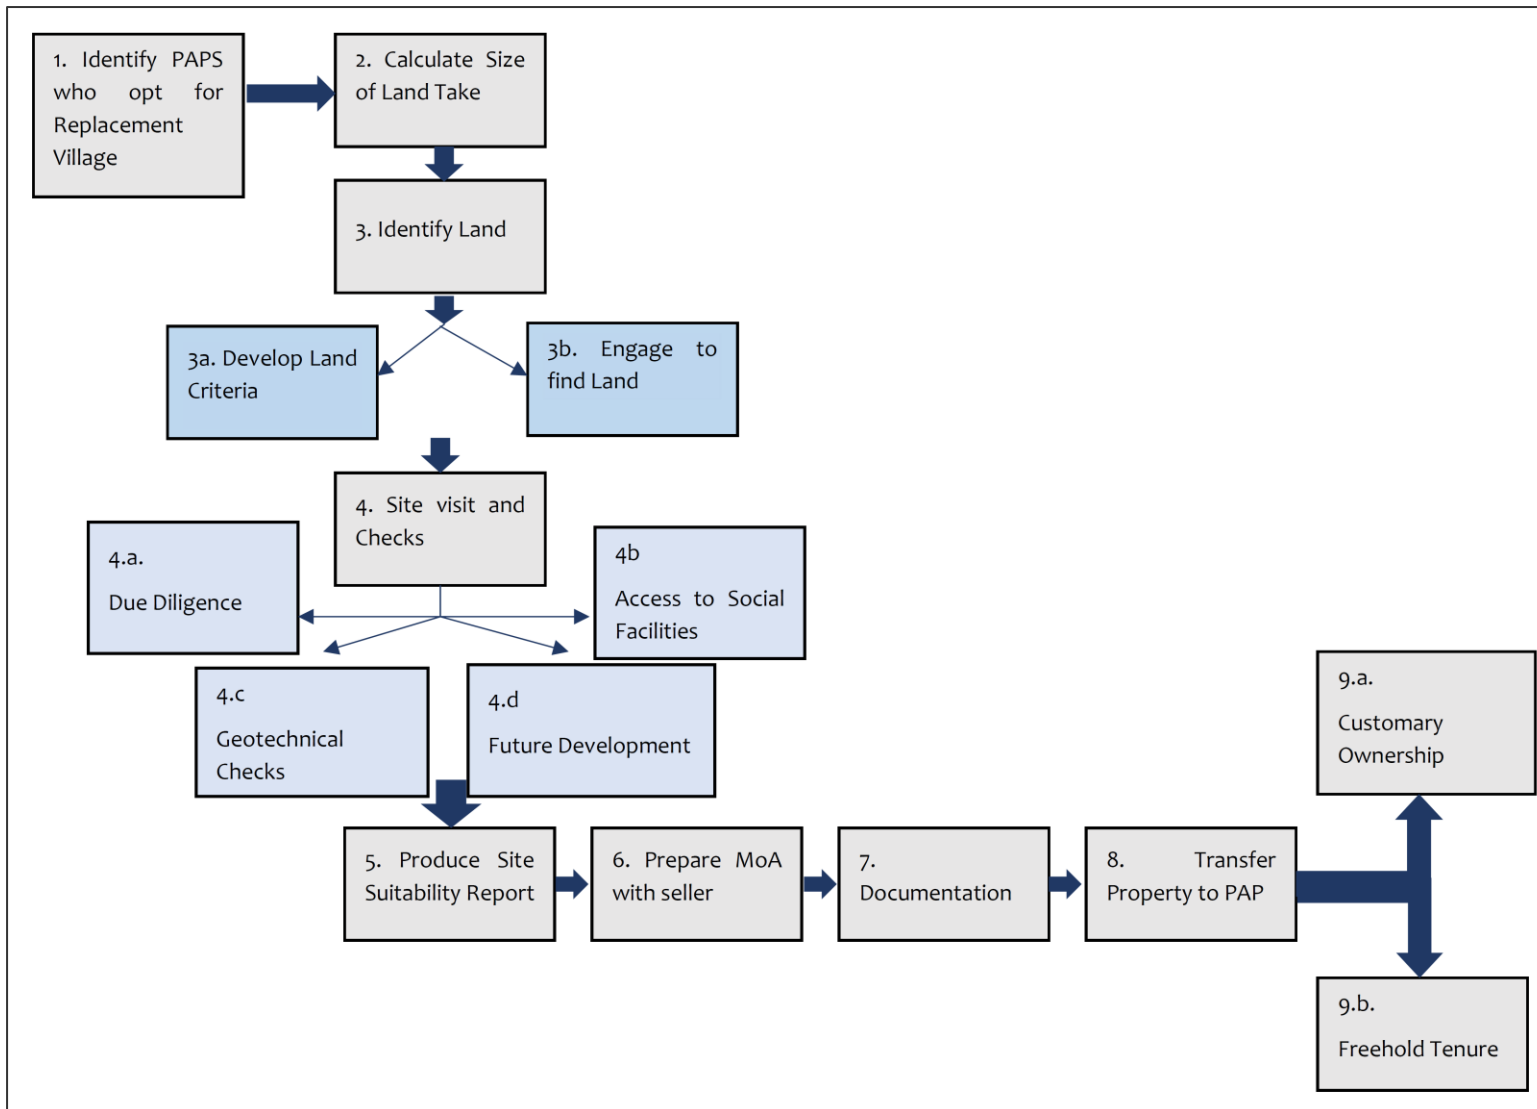 1. Identify PAPS
who opt for
Replacement
Village
2. Calculate Size
of Land Take
3. Identify Land
3a. Develop Land
Criteria
3b. Engage to
find Land
4. Site visit and
Checks
4.a.
Due Diligence
4b
Access to Social
Facilities
4.c
Geotechnical
Checks
4.d
Future Development
5. Produce Site
Suitability Report
6. Prepare MoA
with seller
7.
Documentation
8. Transfer
Property to PAP
9.a.
Customary
Ownership
9.b.
Freehold Tenure